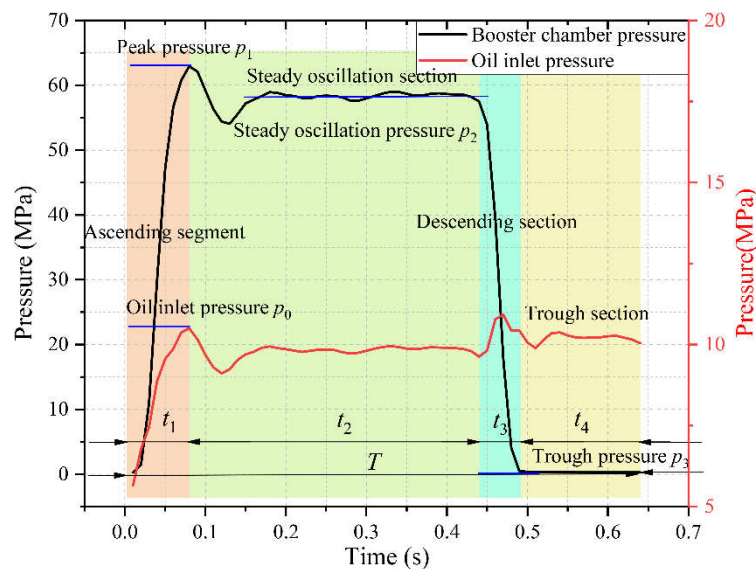 Booster chamber pressure
Oil inlet pressure
Peak pressure p1
Steady oscillation section
Steady oscillation pressure p2
Ascending segment
Descending section
Oil inlet pressure p0
Trough section
t1
t2
t3
t4
T
Trough pressure p3
Pressure (MPa)
70
60
50
40
30
20
10
0
Pressure(MPa)
20
15
10
5
0.0 0.1 0.2 0.3 0.4 0.5 0.6 0.7
Time (s)